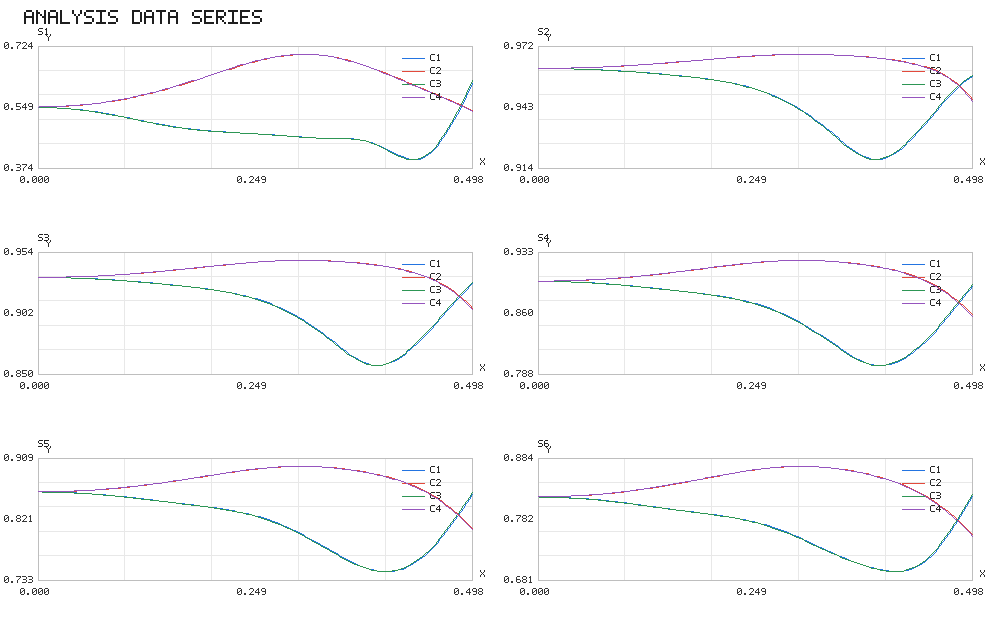 ANALYSIS DATA SERIES
S1
Y
0.724
0.549
0.374
0.000
0.249
0.498
X
C1
C2
C3
C4
S2
Y
0.972
0.943
0.914
0.000
0.249
0.498
X
C1
C2
C3
C4
S3
Y
0.954
0.902
0.850
0.000
0.249
0.498
X
C1
C2
C3
C4
S4
Y
0.933
0.860
0.788
0.000
0.249
0.498
X
C1
C2
C3
C4
S5
Y
0.909
0.821
0.733
0.000
0.249
0.498
X
C1
C2
C3
C4
S6
Y
0.884
0.782
0.681
0.000
0.249
0.498
X
C1
C2
C3
C4